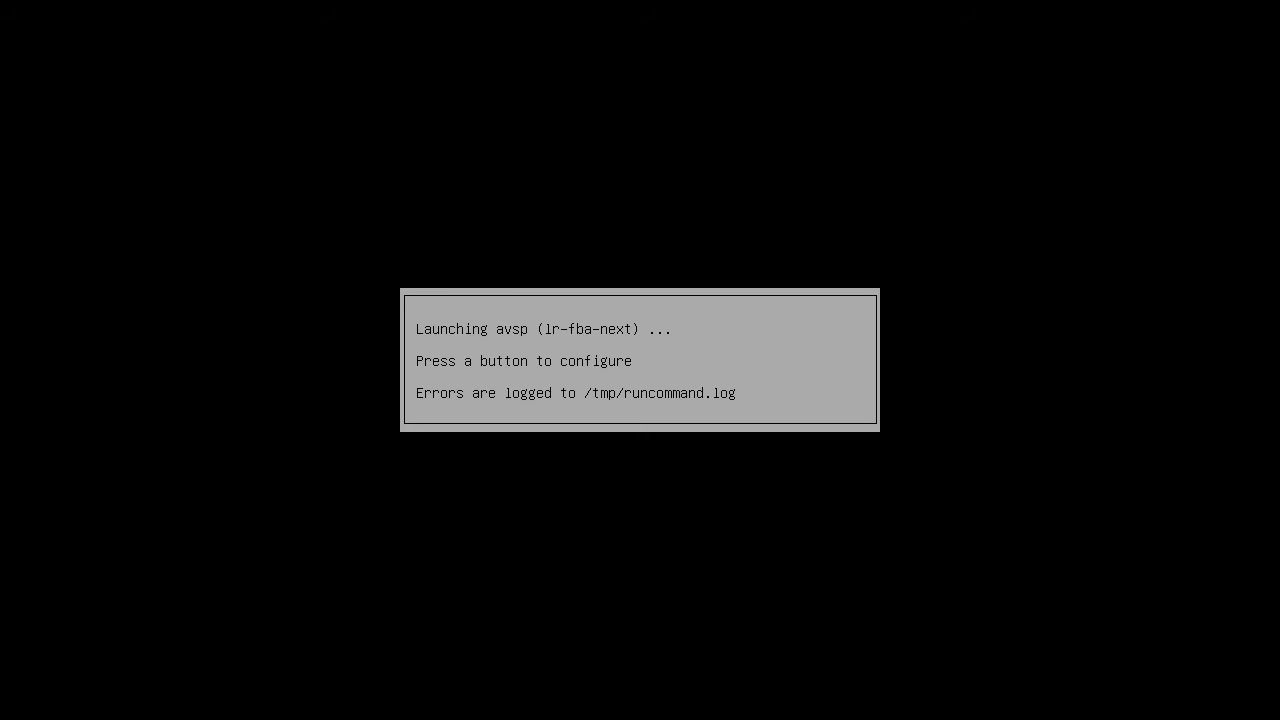 Launching avsp (lr-fba-next) ...
Press a button to configure
Errors are logged to /tmp/runcommand.log